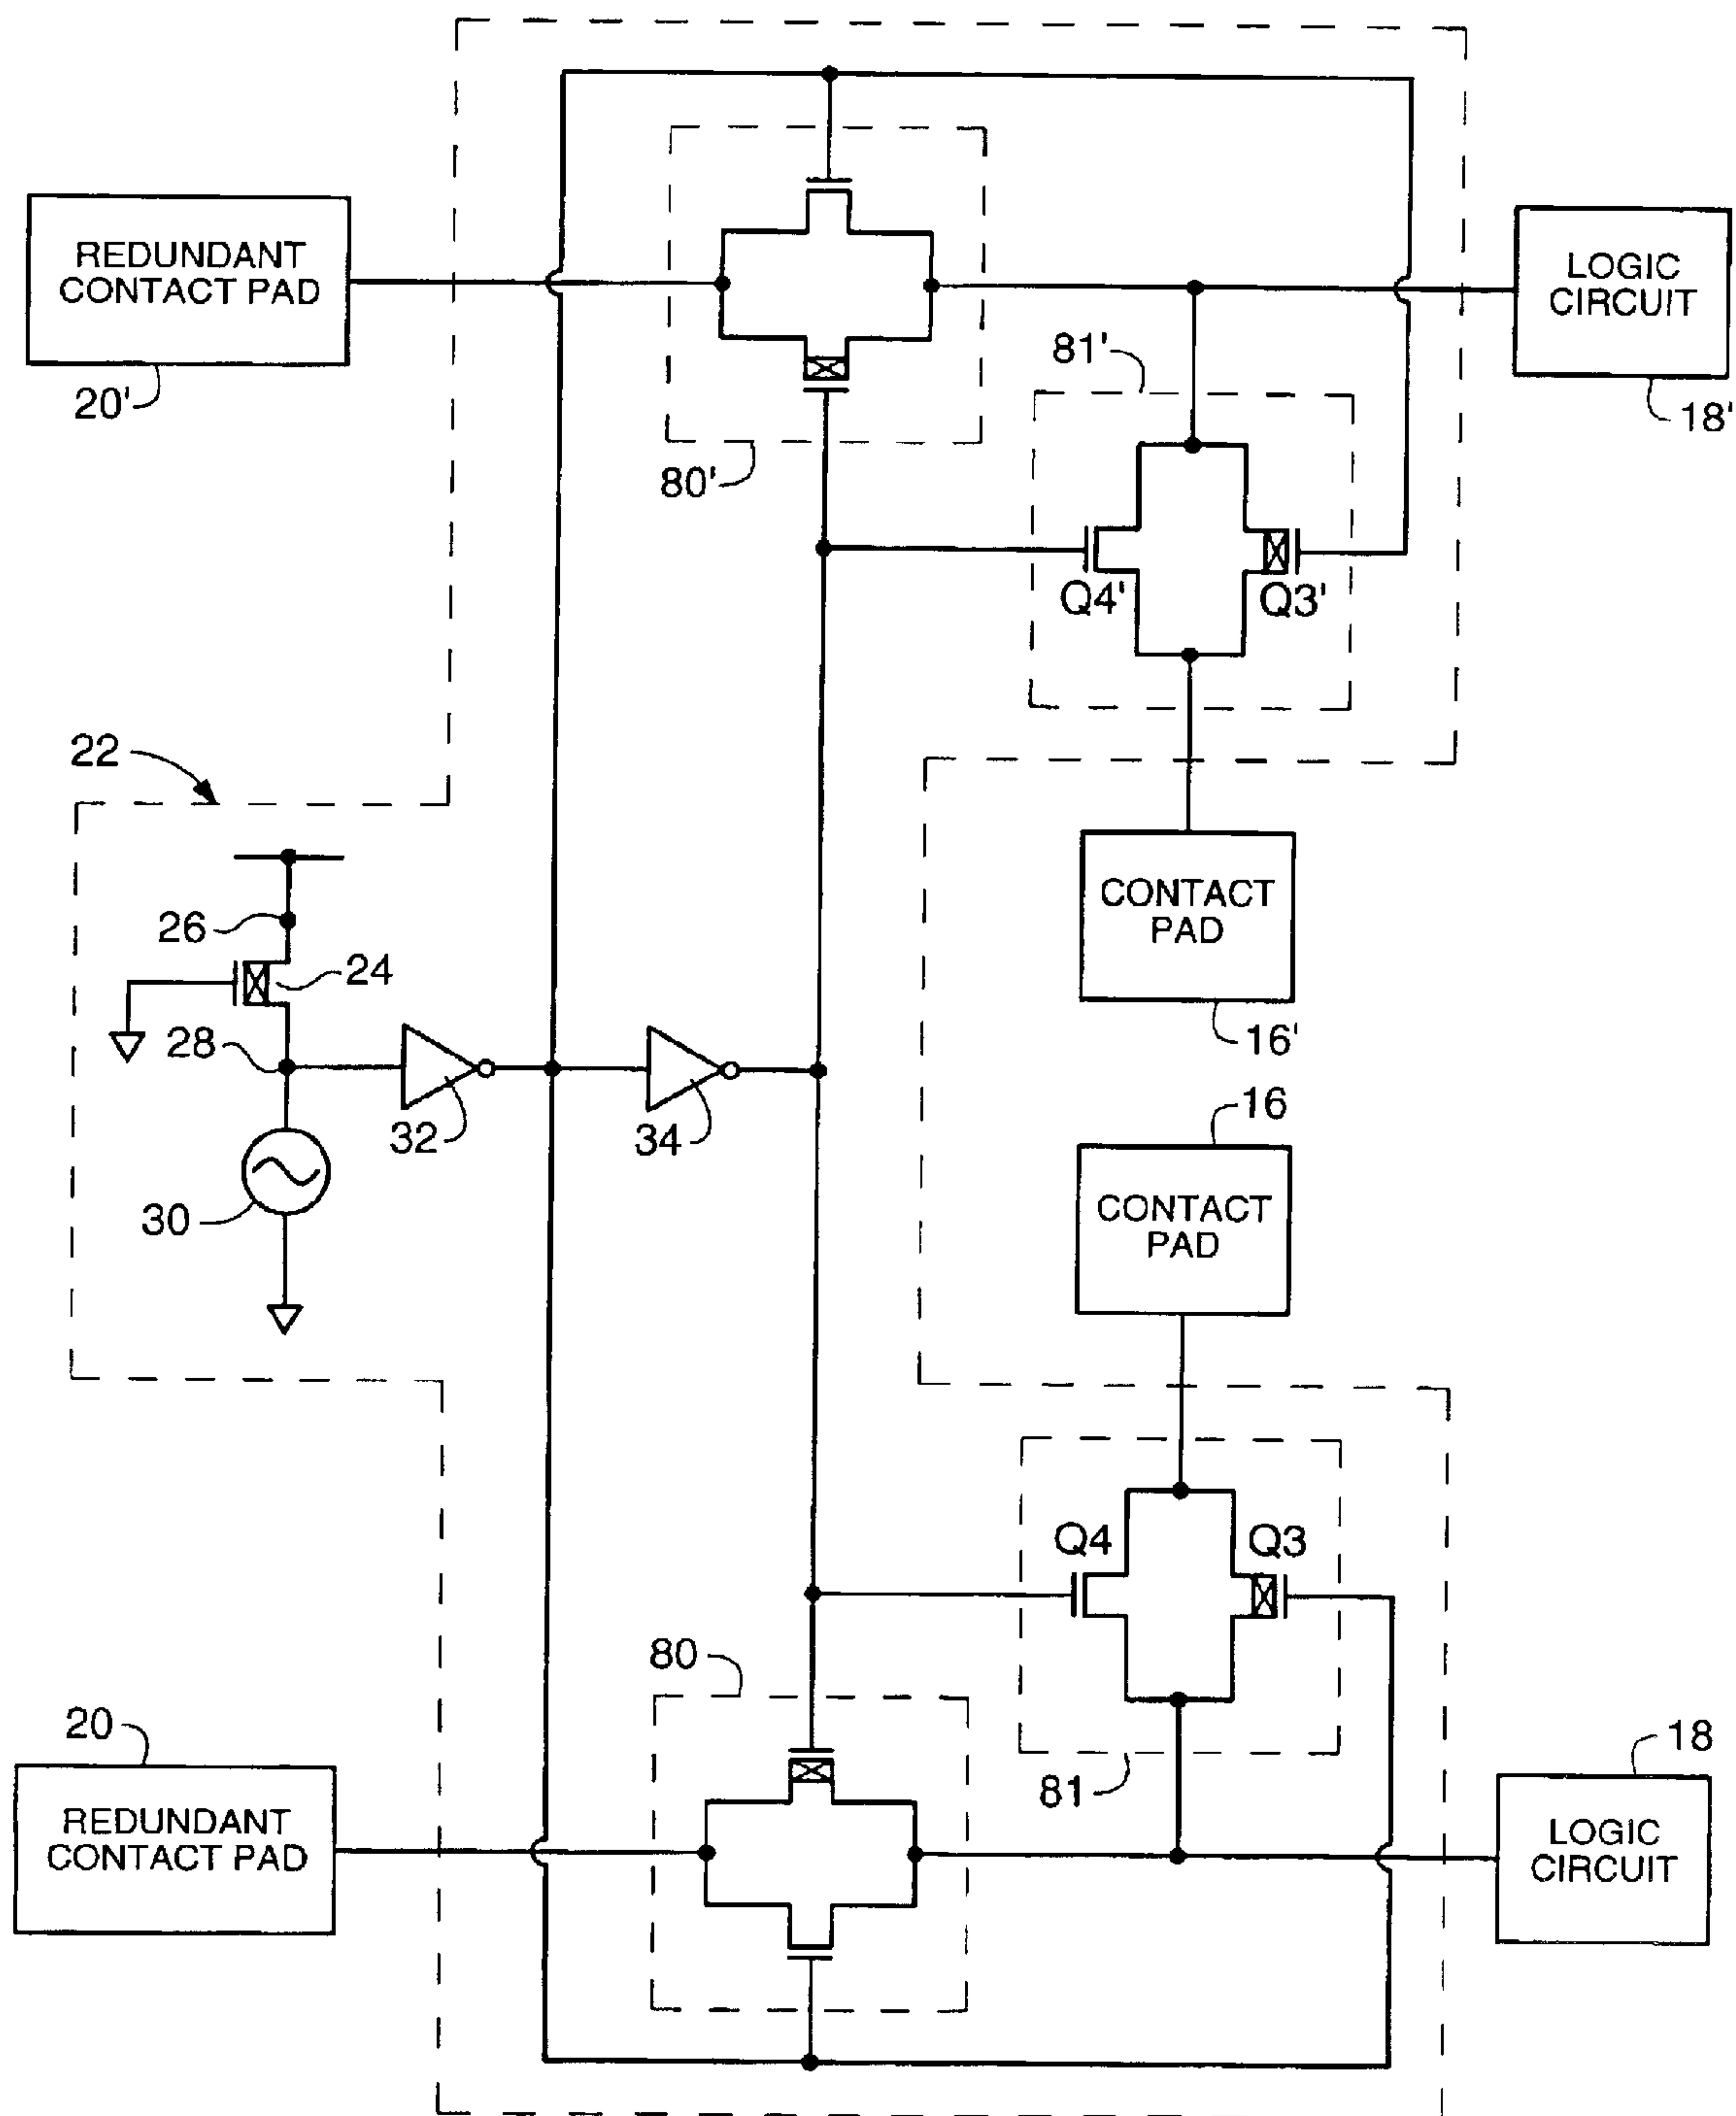 REDUNDANT
CONTACT PAD
20'
80'
81'
Q4'
Q3'
LOGIC
CIRCUIT
18'
22
26
24
28
32
34
30
CONTACT
PAD
16'
16
CONTACT
PAD
Q4
Q3
80
81
20
REDUNDANT
CONTACT PAD
18
LOGIC
CIRCUIT